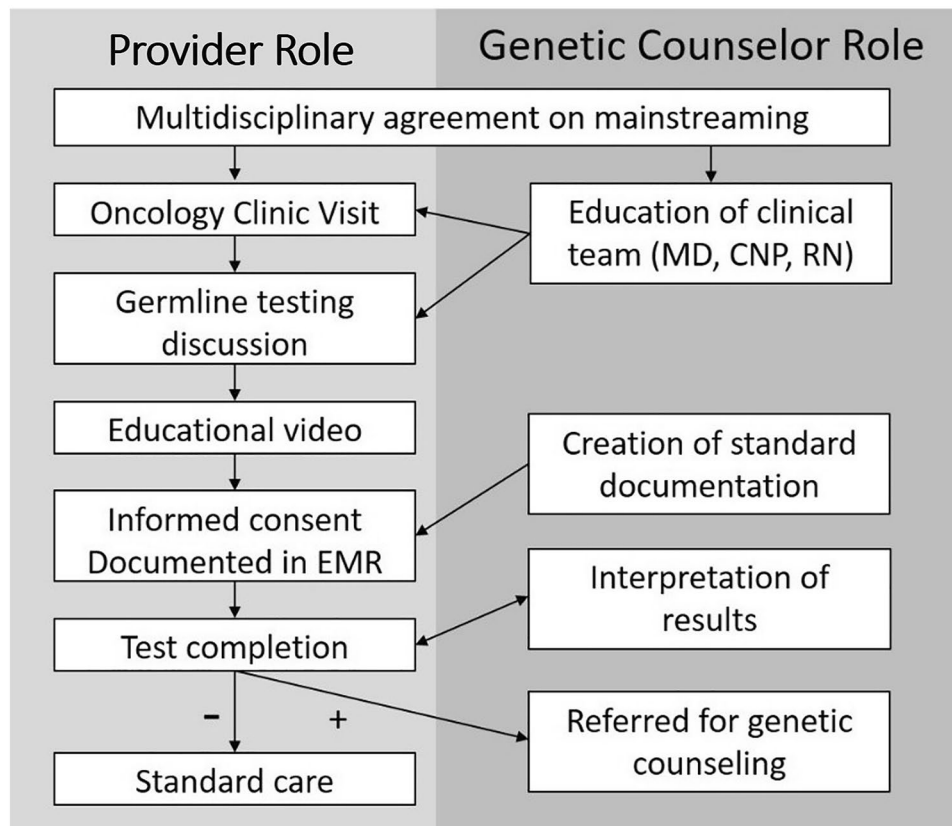 Provider Role
Genetic Counselor Role
Multidisciplinary agreement on mainstreaming
Oncology Clinic Visit
Education of clinical
team (MD, CNP, RN)
Germline testing
discussion
Educational video
Creation of standard
documentation
Informed consent
Documented in EMR
Interpretation of
results
Test completion
-
+
Referred for genetic
counseling
Standard care